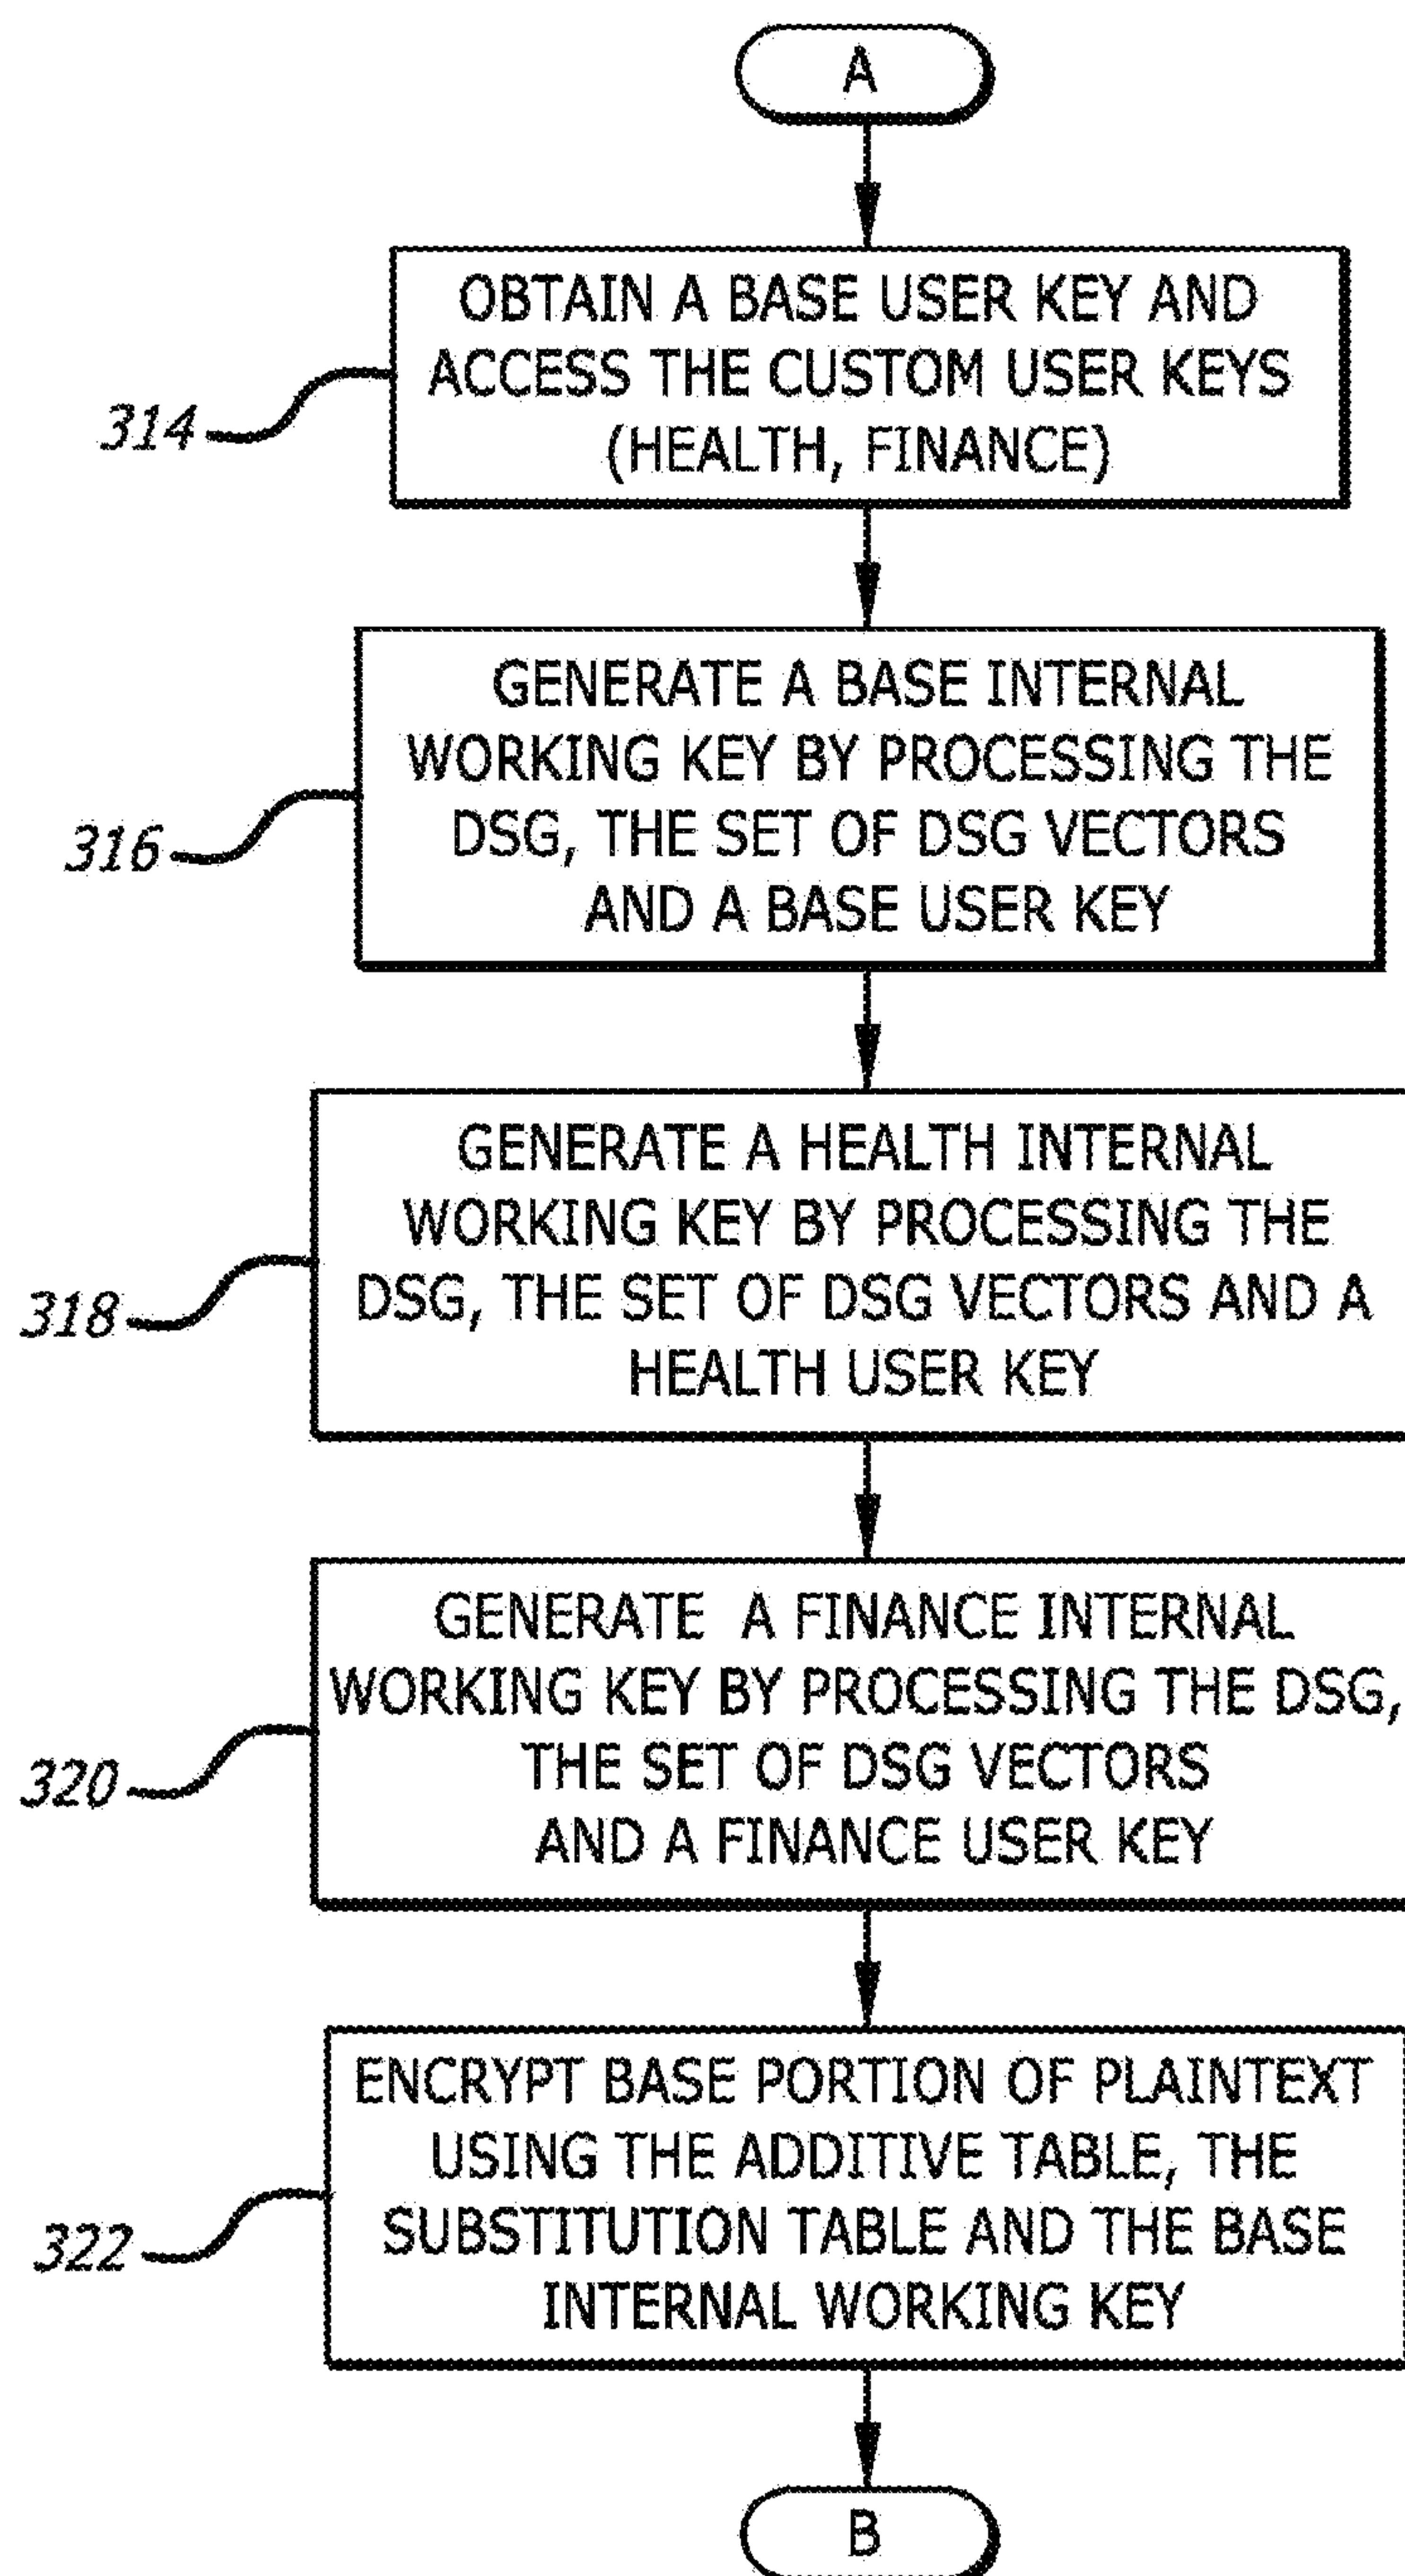 A
OBTAIN A BASE USER KEY AND
ACCESS THE CUSTOM USER KEYS
(HEALTH, FINANCE)
314
GENERATE A BASE INTERNAL
WORKING KEY BY PROCESSING THE
DSG, THE SET OF DSG VECTORS
AND A BASE USER KEY
316
GENERATE A HEALTH INTERNAL
WORKING KEY BY PROCESSING THE
DSG, THE SET OF DSG VECTORS AND A
HEALTH USER KEY
318
GENERATE A FINANCE INTERNAL
WORKING KEY BY PROCESSING THE DSG,
THE SET OF DSG VECTORS
AND A FINANCE USER KEY
320
ENCRYPT BASE PORTION OF PLAINTEXT
USING THE ADDITIVE TABLE, THE
SUBSTITUTION TABLE AND THE BASE
INTERNAL WORKING KEY
322
B